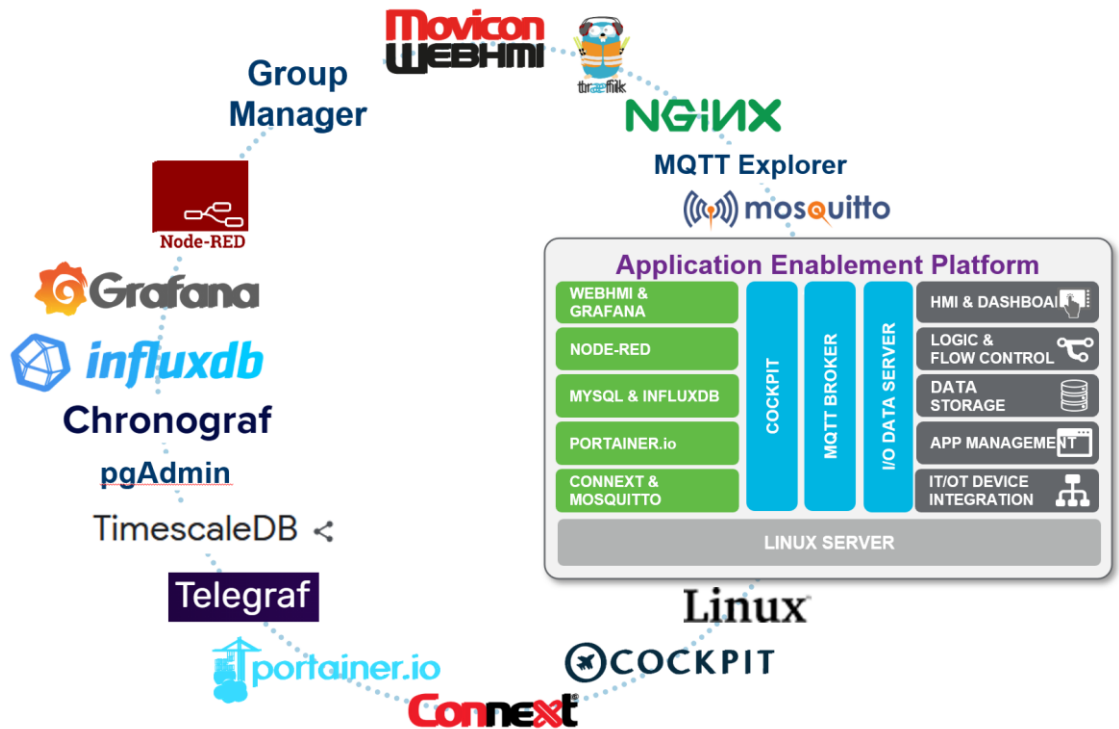 Movicon
WEBHMI
træfik
Group
Manager
NGINX
MQTT Explorer
mosquitto
Node-RED
Grafana
influxdb
Chronograf
pgAdmin
TimescaleDB
Telegraf
portainer.io
Connext
COCKPIT
Linux
Application Enablement Platform
WEBHMI &
GRAFANA
NODE-RED
MYSQL & INFLUXDB
PORTAINER.io
CONNEXT &
MOSQUITTO
COCKPIT
MQTT BROKER
I/O DATA SERVER
HMI & DASHBOA
LOGIC &
FLOW CONTROL
DATA
STORAGE
APP MANAGEMENT
IT/OT DEVICE
INTEGRATION
LINUX SERVER